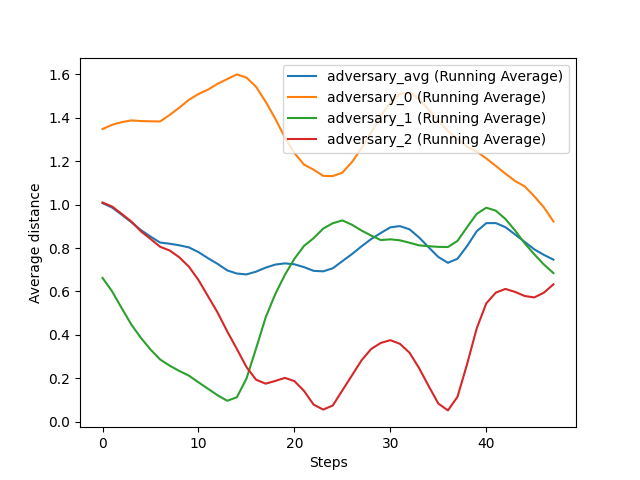 adversary_avg (Running Average)
adversary_0 (Running Average)
adversary_1 (Running Average)
adversary_2 (Running Average)
1.6
1.4
1.2
1.0
0.8
0.6
0.4
0.2
0.0
Average distance
0 10 20 30 40
Steps